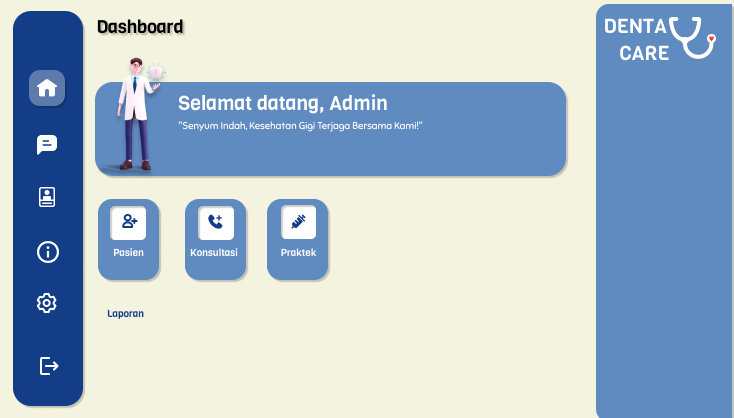 Dashboard
DENTA
CARE
Selamat datang, Admin
"Senyum Indah, Kesehatan Gigi Terjaga Bersama Kami!"
Pasien
Konsultasi
Praktek
Laporan